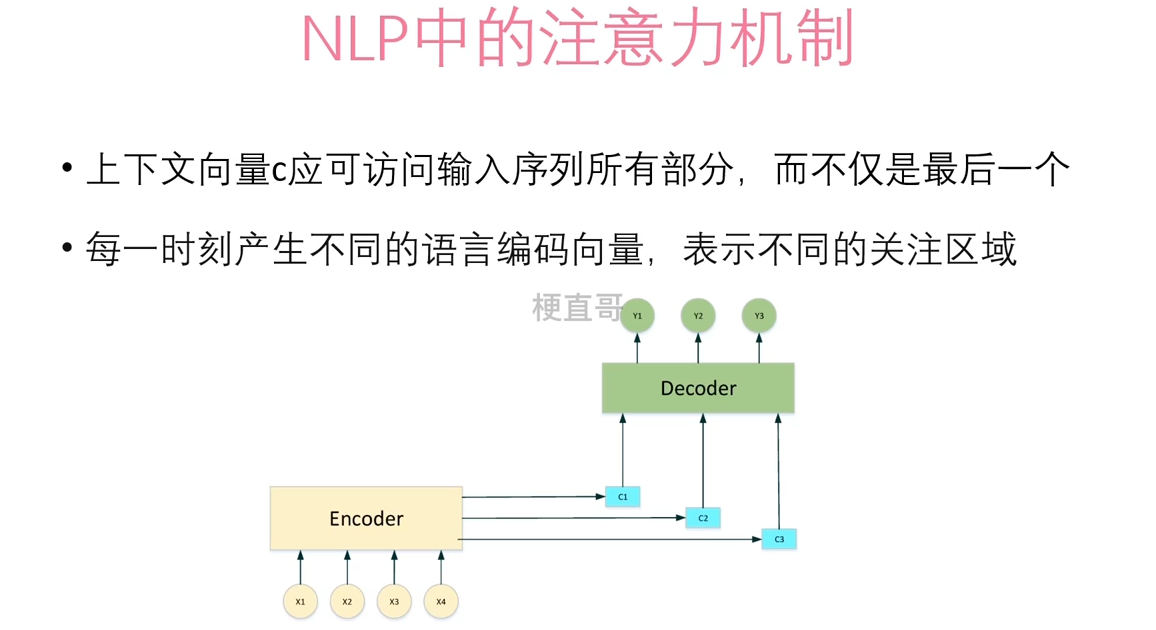 NLP中的注意力机制
• 上下文向量c应可访问输入序列所有部分，而不仅是最后一个
• 每一时刻产生不同的语言编码向量，表示不同的关注区域
梗直哥
Y1 Y2 Y3
Decoder
C1
Encoder
C2
C3
X1 X2 X3 X4